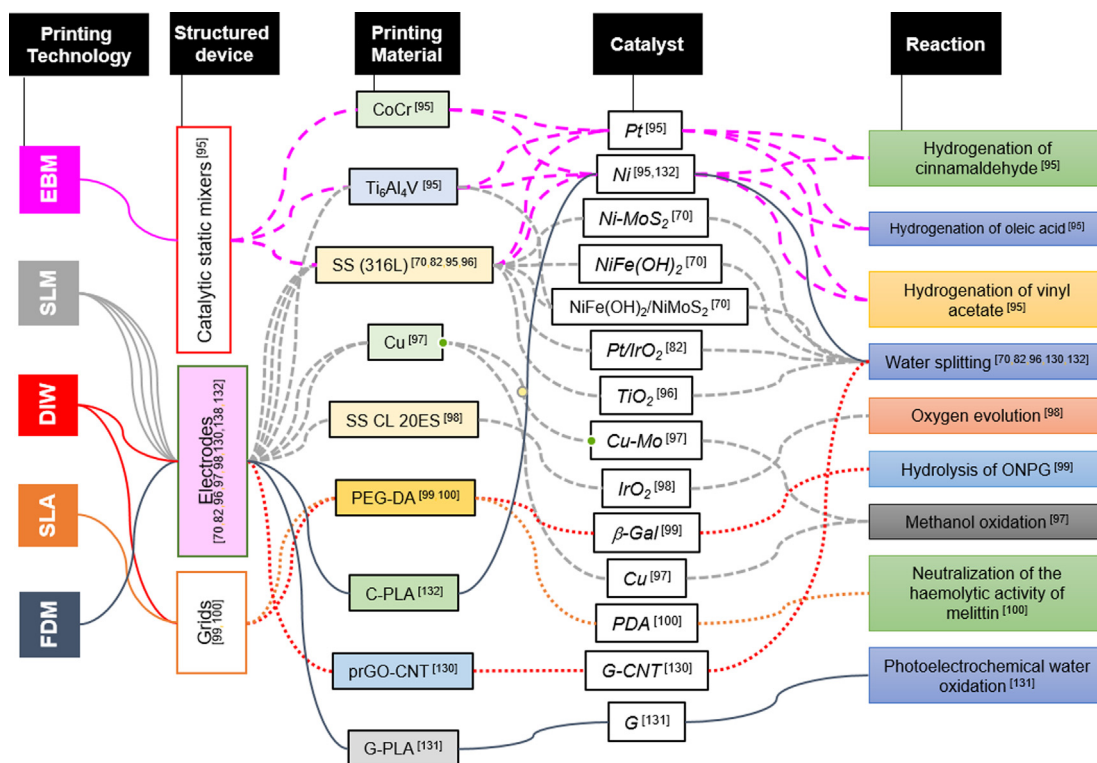 Printing
Technology
Structured
device
Printing
Material
Catalyst
Reaction
EBM
SLM
DIW
SLA
FDM
Catalytic static mixers [95]
Electrodes
[70 82 96 97 98 130,138 132]
Grids
[99,100]
CoCr [95]
Ti6Al4V [95]
SS (316L) [70 82 95 96]
Cu [97]
SS CL 20ES [98]
PEG-DA [99 100]
C-PLA [132]
prGO-CNT [130]
G-PLA [131]
Pt [95]
Ni [95,132]
Ni-MoS2 [70]
NiFe(OH)2 [70]
NiFe(OH)2/NiMoS2 [70]
Pt/IrO2 [82]
TiO2 [96]
Cu-Mo [97]
IrO2 [98]
β-Gal [99]
Cu [97]
PDA [100]
G-CNT [130]
G [131]
Hydrogenation of
cinnamaldehyde
[95]
Hydrogenation of oleic acid [95]
Hydrogenation of vinyl
acetate [95]
Water splitting [70 82 96 130 132]
Oxygen evolution [98]
Hydrolysis of ONPG [99]
Methanol oxidation [97]
Neutralization of the
haemolytic activity of
melittin
[100]
Photoelectrochemical water
oxidation [131]